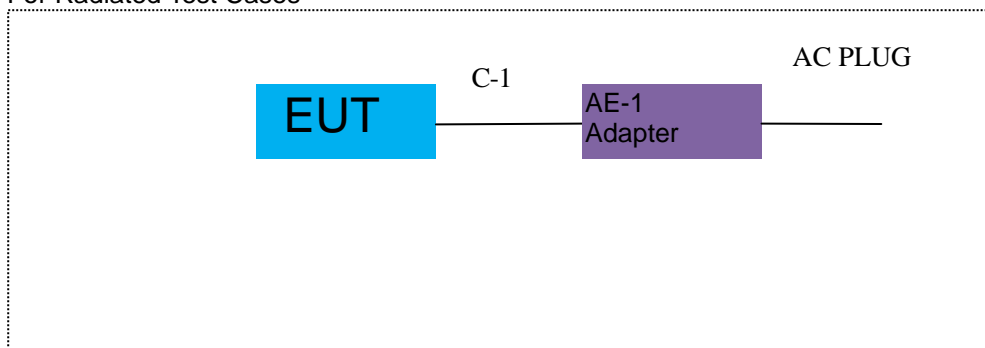 For Radiated Test Cases
AC PLUG
C-1
EUT
AE-1
Adapter